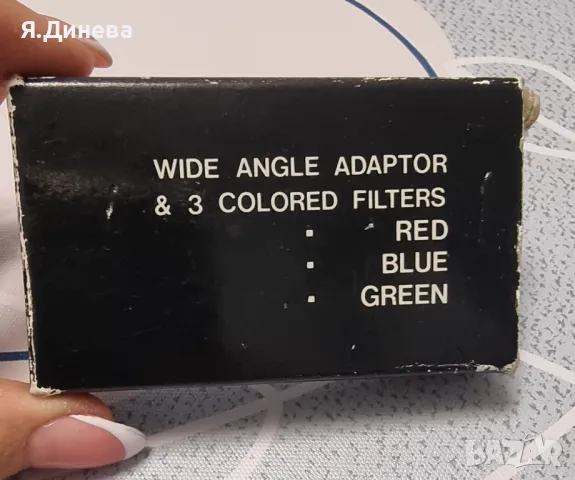 Я.Динева
WIDE ANGLE ADAPTOR
& 3 COLORED FILTERS
· RED
· BLUE
· GREEN
BAZAR